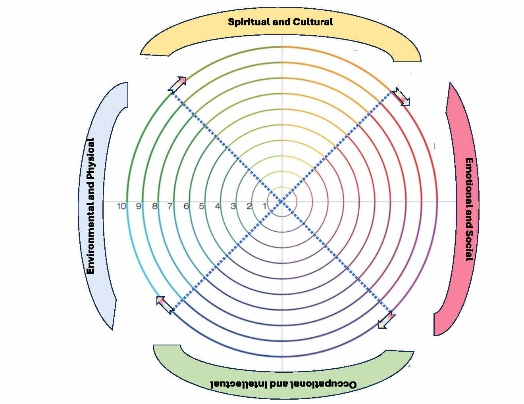 Spiritual and Cultural
Environmental and Physical
Emotional and Social
10 9 8 7 6 5 4 3 2 1
Occupational and Intellectual